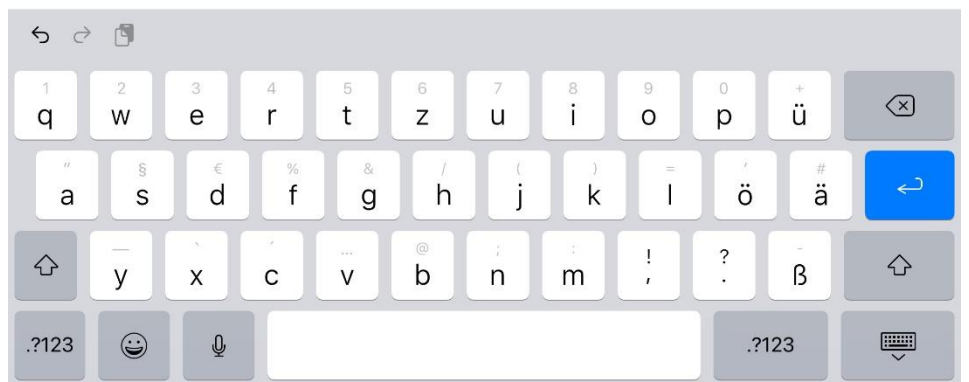 1 2 3 4 5 6 7 8 9 0 +
q w e r t z u i o p ü
" § € % & / ( ) = ' #
a s d f g h j k l ö ä
— ` ´ ... @ ; : ! ? -
y x c v b n m , . ß
.?123 .?123